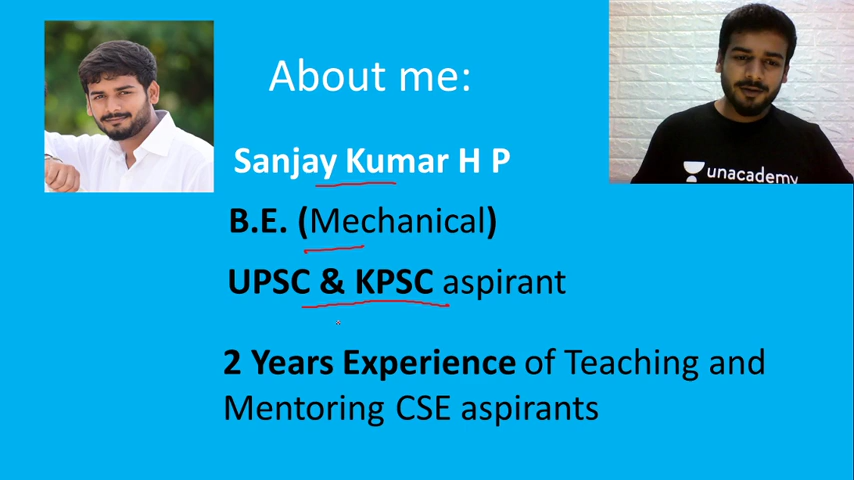 About me:
Sanjay Kumar H P
unacademy
B.E. (Mechanical)
UPSC & KPSC aspirant
2 Years Experience of Teaching and
Mentoring CSE aspirants